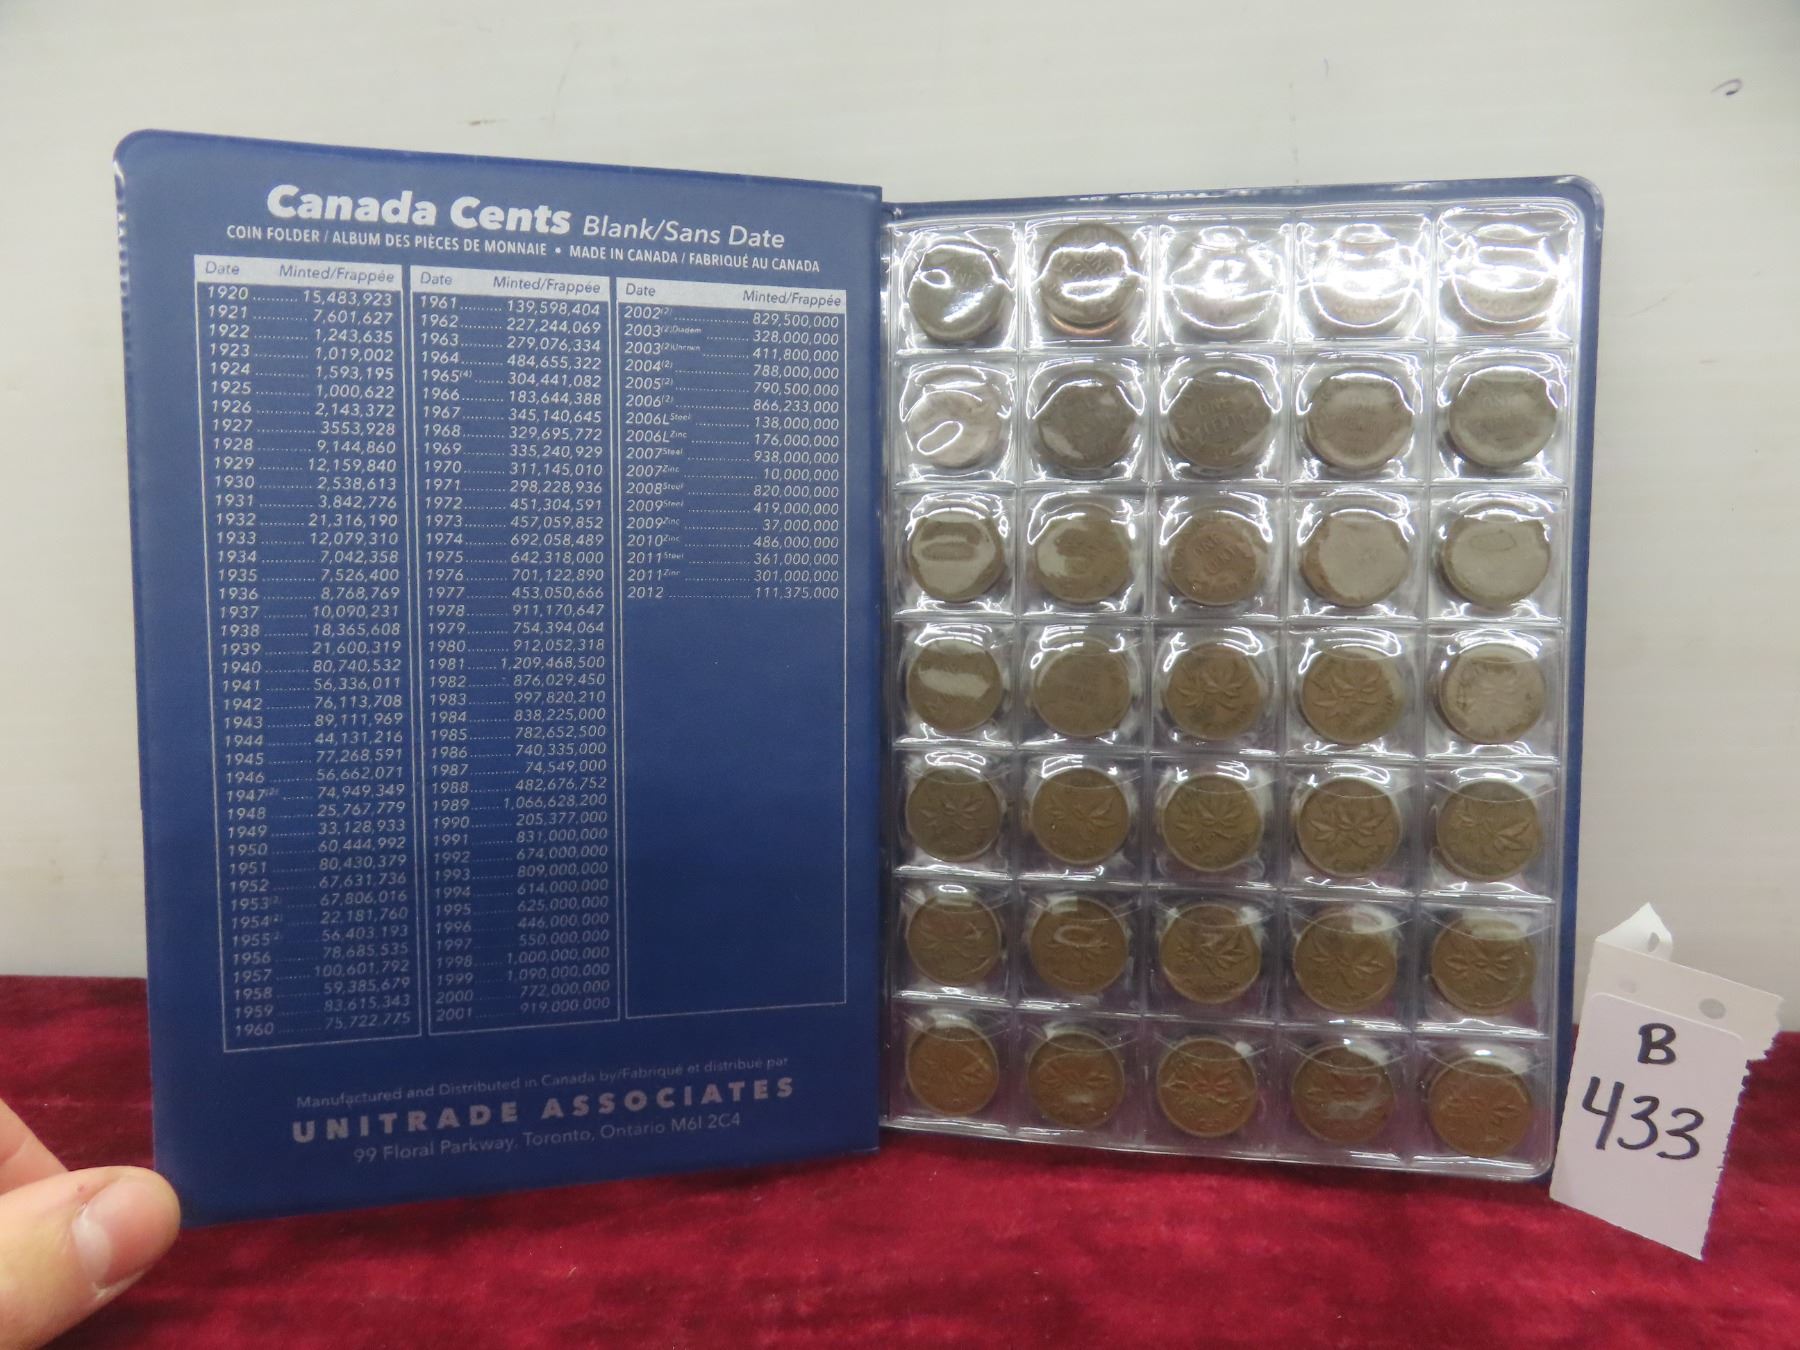 Canada Cents Blank/Sans Date
COIN FOLDER / ALBUM DES PIÈCES DE MONNAIE • MADE IN CANADA / FABRIQUÉ AU CANADA
Date Minted/Frappée
1920 .......... 15,483,923
1921 .......... 7,601,627
1922 .......... 1,243,635
1923 .......... 1,019,002
1924 .......... 1,593,195
1925 .......... 1,000,622
1926 .......... 2,143,372
1927 .......... 3553,928
1928 .......... 9,144,860
1929 .......... 12,159,840
1930 .......... 2,538,613
1931 .......... 3,842,776
1932 .......... 21,316,190
1933 .......... 12,079,310
1934 .......... 7,042,358
1935 .......... 7,526,400
1936 .......... 8,768,769
1937 .......... 10,090,231
1938 .......... 18,365,608
1939 .......... 21,600,319
1940 .......... 80,740,532
1941 .......... 56,336,011
1942 .......... 76,113,708
1943 .......... 89,111,969
1944 .......... 44,131,216
1945 .......... 77,268,591
1946 .......... 56,662,071
1947(2) .......... 74,949,349
1948 .......... 25,767,779
1949 .......... 33,128,933
1950 .......... 60,444,992
1951 .......... 80,430,379
1952 .......... 67,631,736
1953(2) .......... 67,806,016
1954(2) .......... 22,181,760
1955(2) .......... 56,403,193
1956 .......... 78,685,535
1957 .......... 100,601,792
1958 .......... 59,385,679
1959 .......... 83,615,343
1960 .......... 75,722,775
Date Minted/Frappée
1961 .......... 139,598,404
1962 .......... 227,244,069
1963 .......... 279,076,334
1964 .......... 484,655,322
1965(4) .......... 304,441,082
1966 .......... 183,644,388
1967 .......... 345,140,645
1968 .......... 329,695,772
1969 .......... 335,240,929
1970 .......... 311,145,010
1971 .......... 298,228,936
1972 .......... 451,304,591
1973 .......... 457,059,852
1974 .......... 692,058,489
1975 .......... 642,318,000
1976 .......... 701,122,890
1977 .......... 453,050,666
1978 .......... 911,170,647
1979 .......... 754,394,064
1980 .......... 912,052,318
1981 .......... 1,209,468,500
1982 .......... 876,029,450
1983 .......... 997,820,210
1984 .......... 838,225,000
1985 .......... 782,652,500
1986 .......... 740,335,000
1987 .......... 74,549,000
1988 .......... 482,676,752
1989 .......... 1,066,628,200
1990 .......... 205,377,000
1991 .......... 831,000,000
1992 .......... 674,000,000
1993 .......... 809,000,000
1994 .......... 614,000,000
1995 .......... 625,000,000
1996 .......... 446,000,000
1997 .......... 550,000,000
1998 .......... 1,000,000,000
1999 .......... 1,090,000,000
2000 .......... 772,000,000
2001 .......... 919,000,000
Date Minted/Frappée
2002(2) .......... 829,500,000
2003(2)Diadem .......... 328,000,000
2003(2)Uncrwn .......... 411,800,000
2004(2) .......... 788,000,000
2005(2) .......... 790,500,000
2006(2) .......... 866,233,000
2006L Steel .......... 138,000,000
2006L Zinc .......... 176,000,000
2007 Steel .......... 938,000,000
2007 Zinc .......... 10,000,000
2008 Steel .......... 820,000,000
2009 Steel .......... 419,000,000
2009 Zinc .......... 37,000,000
2010 Zinc .......... 486,000,000
2011 Steel .......... 361,000,000
2011 Zinc .......... 301,000,000
2012 .......... 111,375,000
Manufactured and Distributed in Canada by/Fabriqué et distribué par
UNITRADE ASSOCIATES
99 Floral Parkway, Toronto, Ontario M6l 2C4
B
433